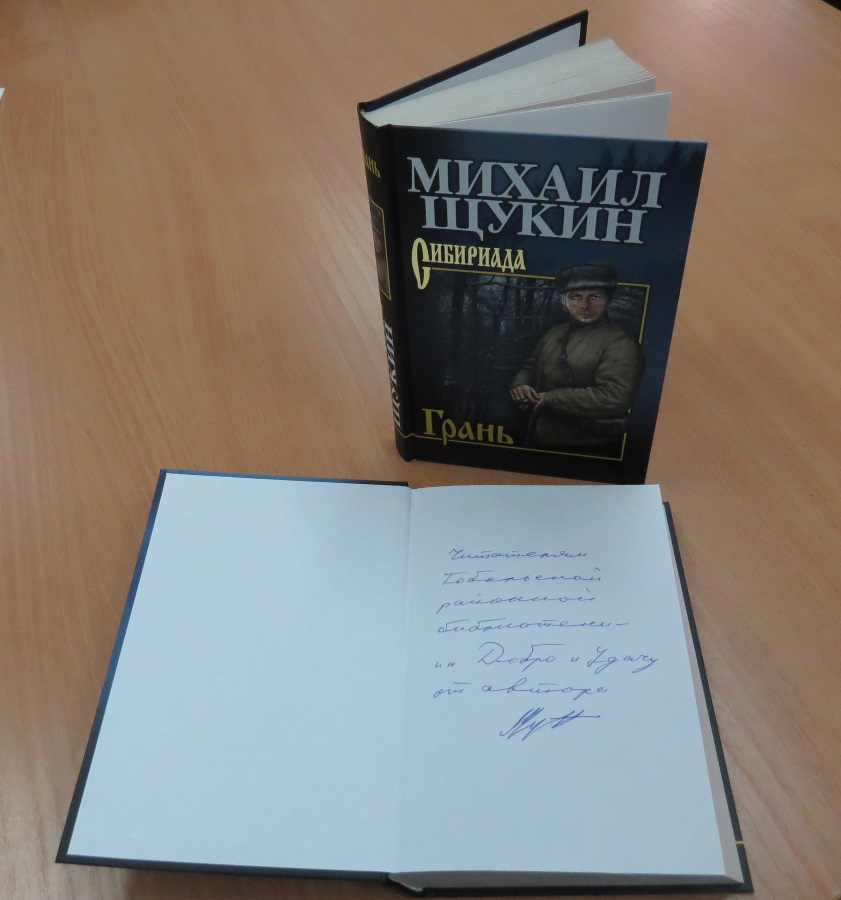 МИХАИЛ
ЩУКИН
СИБИРИАДА
Грань
ЩУКИН
Читателям
Тобольской
районной
библиотеки –
на Добро и Удачу
от автора